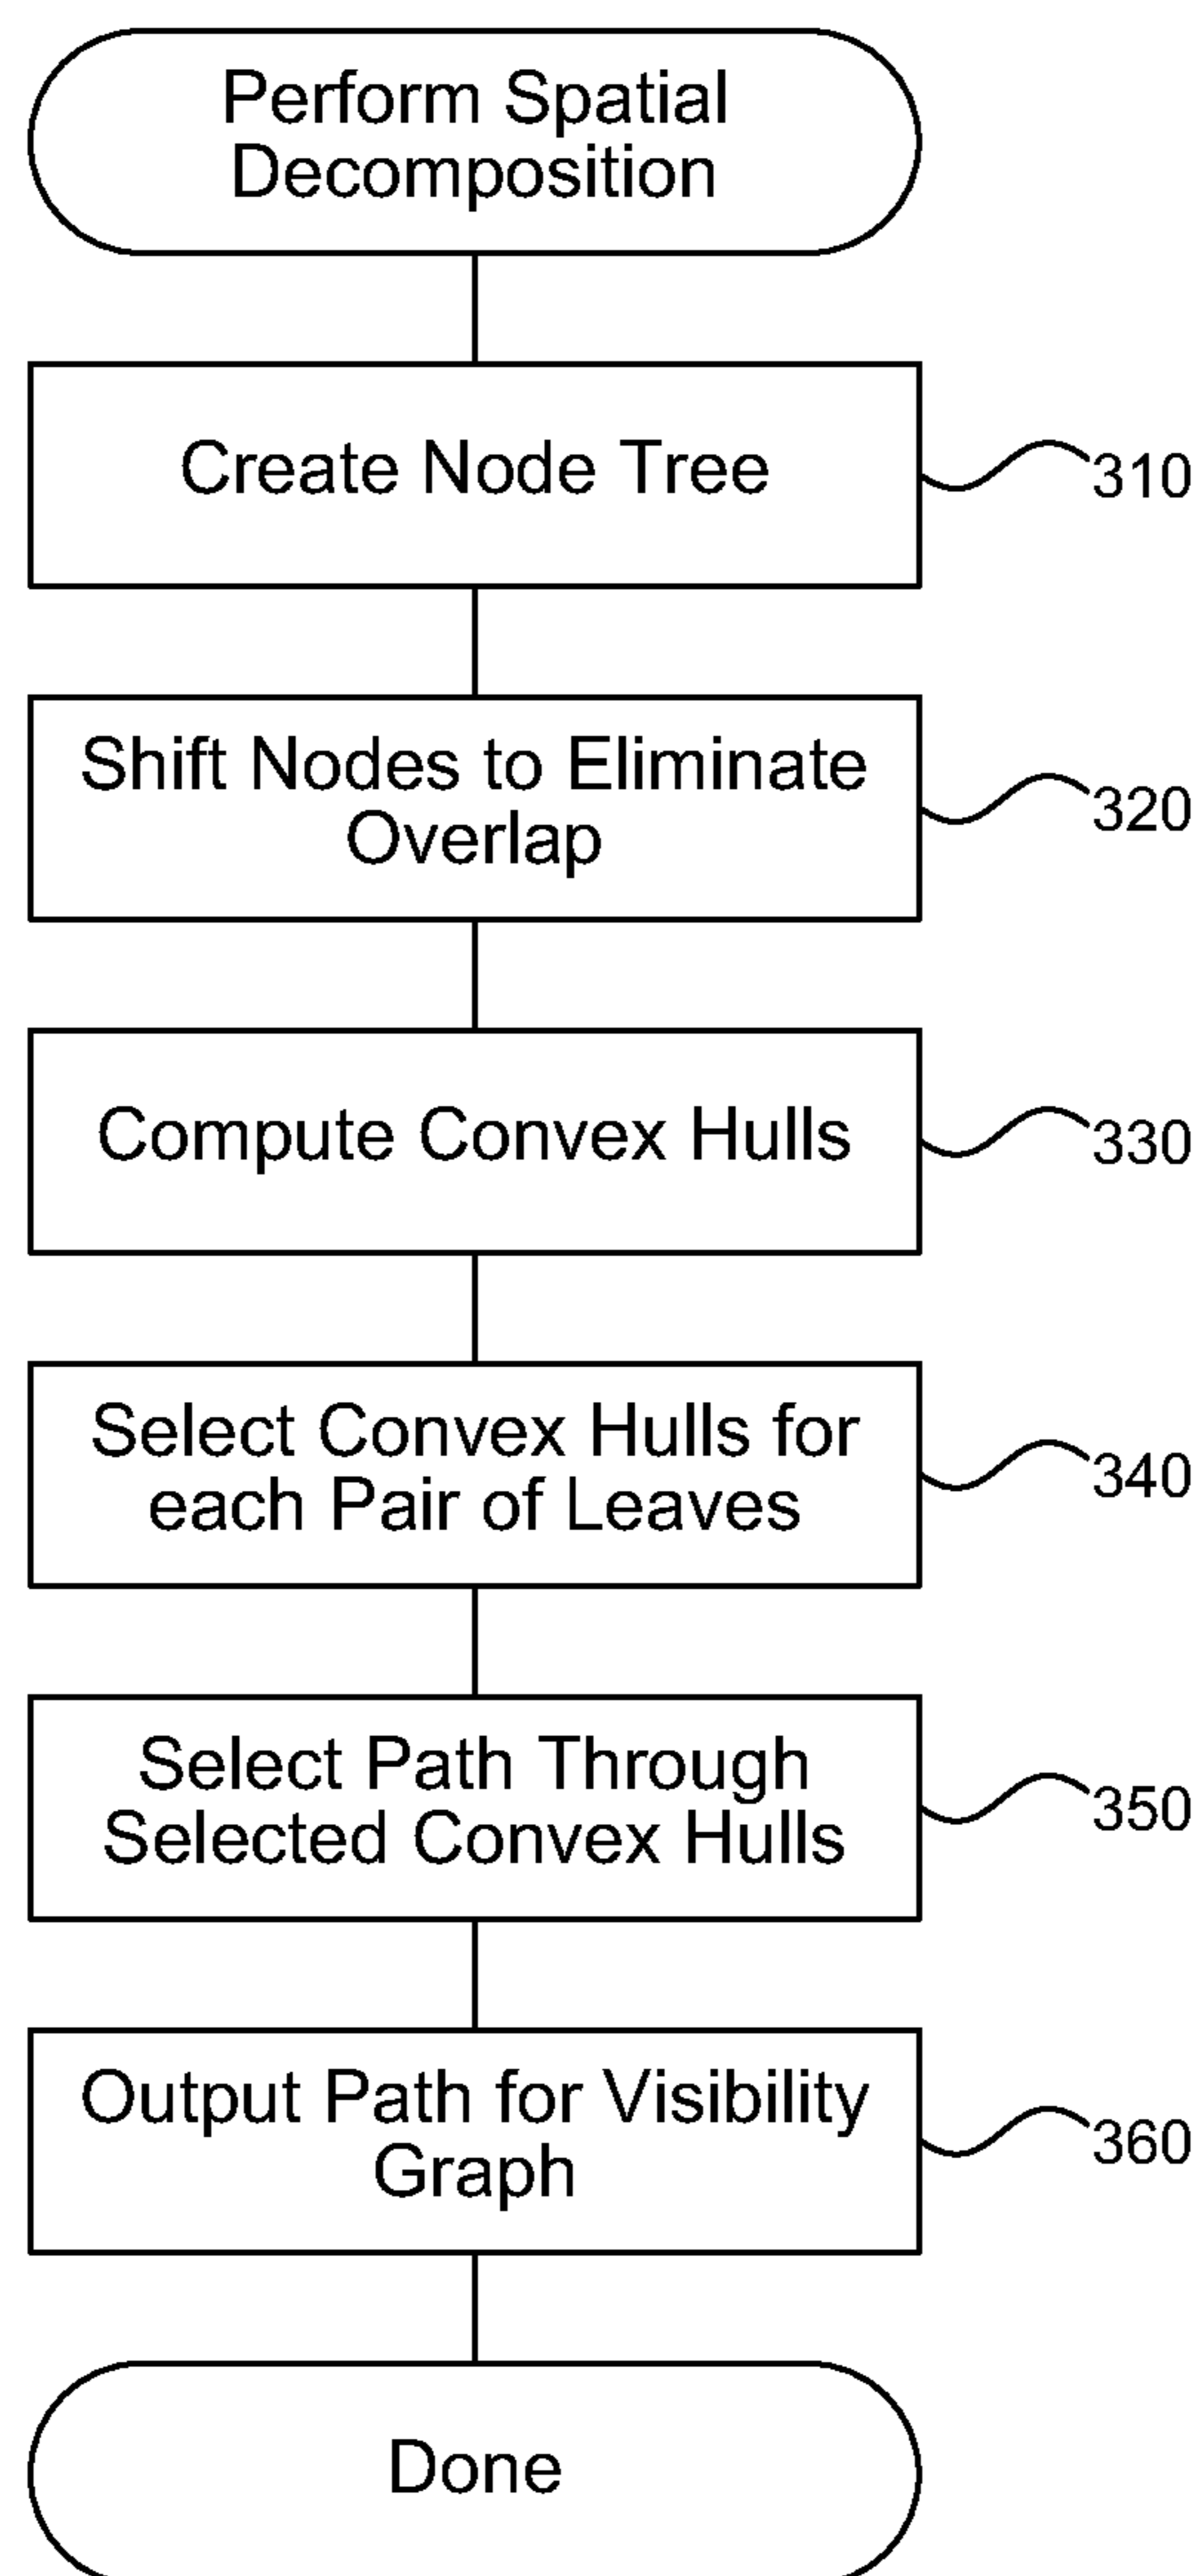 Perform Spatial
Decomposition
Create Node Tree
310
Shift Nodes to Eliminate
Overlap
320
Compute Convex Hulls
330
Select Convex Hulls for
each Pair of Leaves
340
Select Path Through
Selected Convex Hulls
350
Output Path for Visibility
Graph
360
Done